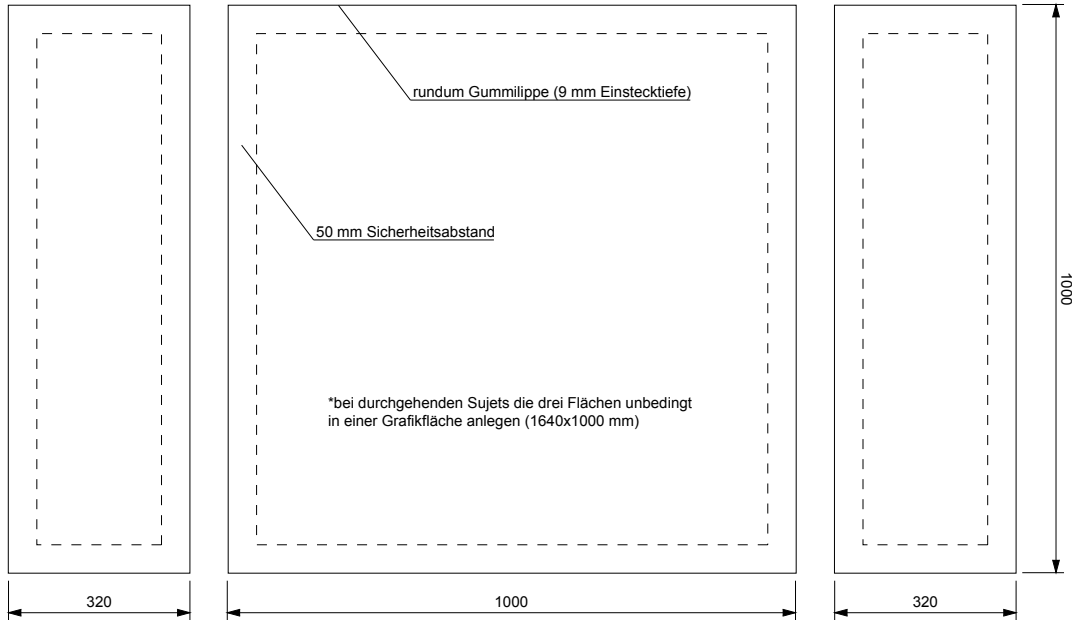 rundum Gummilippe (9 mm Einstecktiefe)
50 mm Sicherheitsabstand
1000
*bei durchgehenden Sujets die drei Flächen unbedingt
in einer Grafikfläche anlegen (1640x1000 mm)
320
1000
320